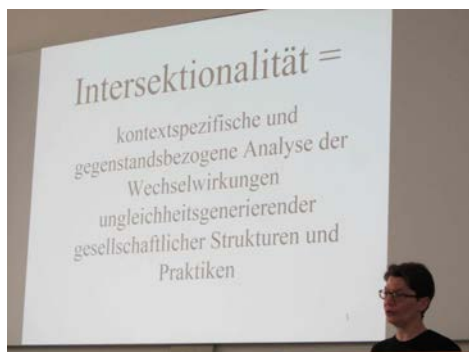 Intersektionalität =
kontextspezifische und
gegenstandsbezogene Analyse der
Wechselwirkungen
ungleichheitsgenerierender
gesellschaftlicher Strukturen und
Praktiken